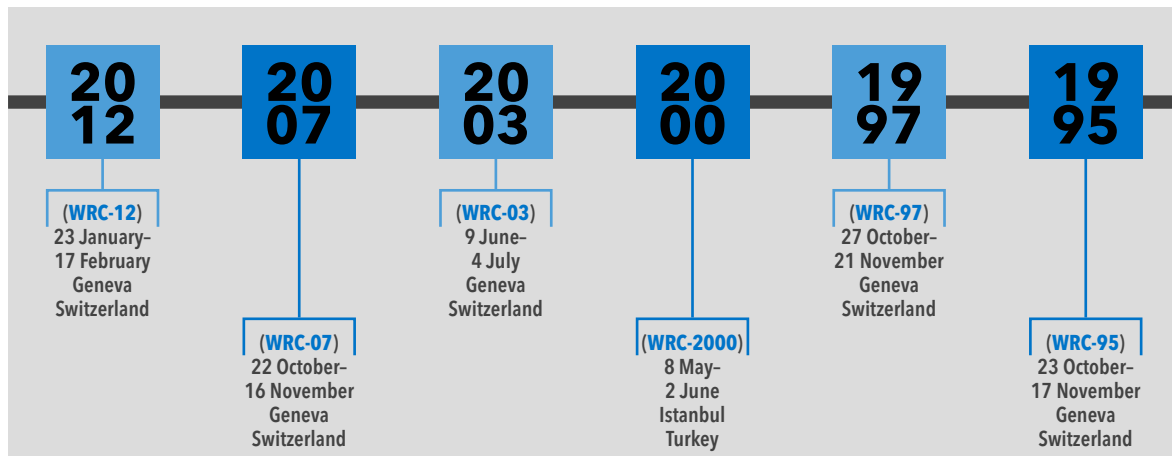 20
12
(WRC-12)
23 January–
17 February
Geneva
Switzerland
20
07
(WRC-07)
22 October–
16 November
Geneva
Switzerland
20
03
(WRC-03)
9 June–
4 July
Geneva
Switzerland
20
00
(WRC-2000)
8 May–
2 June
Istanbul
Turkey
19
97
(WRC-97)
27 October–
21 November
Geneva
Switzerland
19
95
(WRC-95)
23 October–
17 November
Geneva
Switzerland